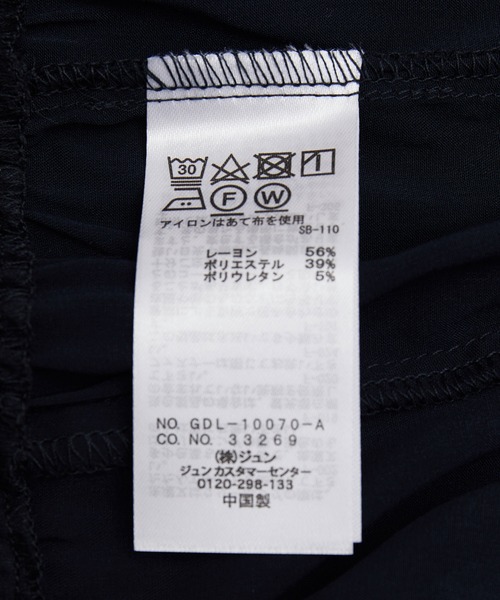 30
F W
アイロンはあて布を使用
SB-110
レーヨン 56%
ポリエステル 39%
ポリウレタン 5%
NO. GDL-10070-A
CO. NO. 33269
(株)ジュン
ジュンカスタマーセンター
0120-298-133
中国製